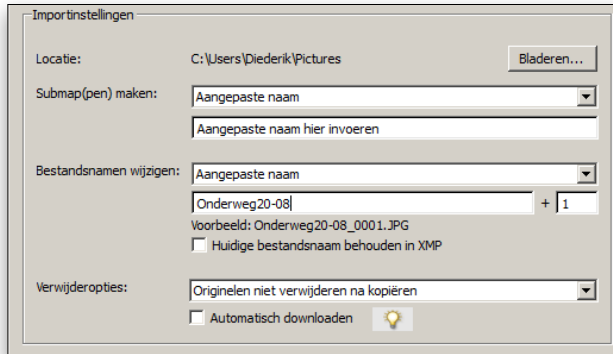 Importinstellingen
Locatie: C:\Users\Diederik\Pictures Bladeren...
Submap(pen) maken: Aangepaste naam
Aangepaste naam hier invoeren
Bestandsnamen wijzigen: Aangepaste naam
Onderweg20-08 + 1
Voorbeeld: Onderweg20-08_0001.JPG
Huidige bestandsnaam behouden in XMP
Verwijderopties: Originelen niet verwijderen na kopiëren
Automatisch downloaden